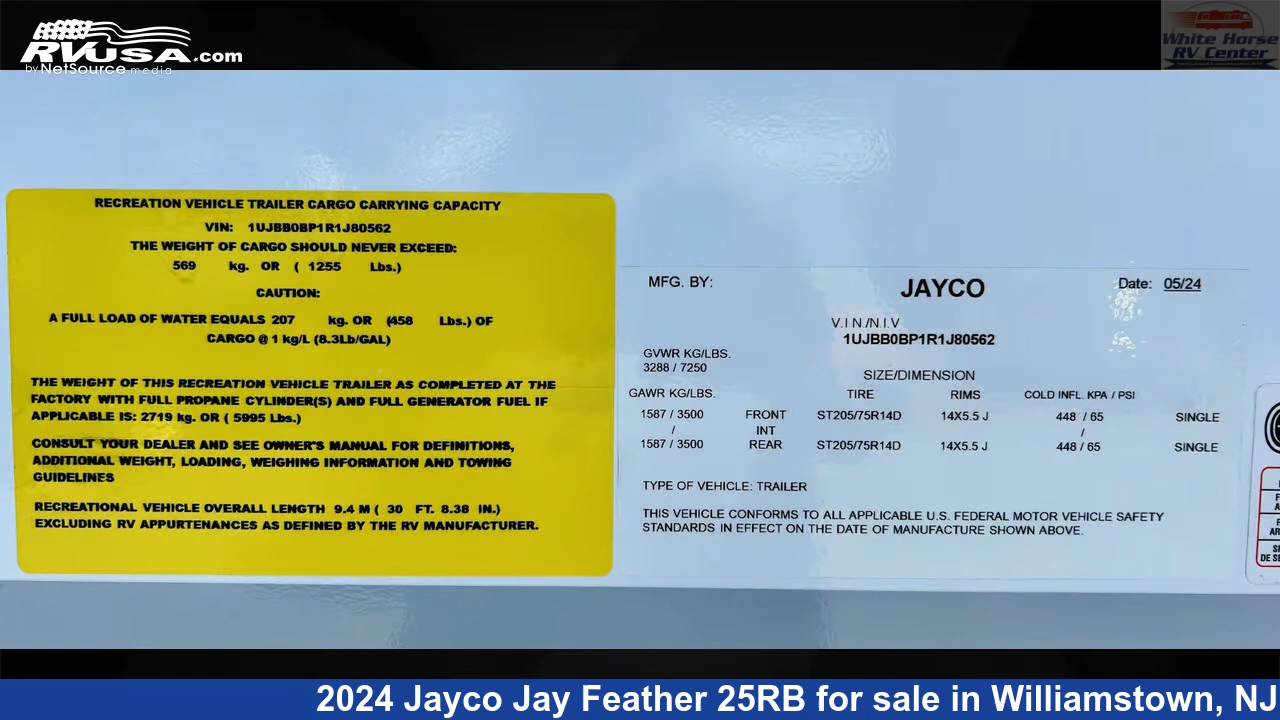 RVUSA.com
by NetSource media
White Horse
RV Center
RECREATION VEHICLE TRAILER CARGO CARRYING CAPACITY
VIN: 1UJBB0BP1R1J80562
THE WEIGHT OF CARGO SHOULD NEVER EXCEED:
569 kg. OR ( 1255 Lbs.)
CAUTION:
A FULL LOAD OF WATER EQUALS 207 kg. OR (458 Lbs.) OF
CARGO @ 1 kg/L (8.3Lb/GAL)
THE WEIGHT OF THIS RECREATION VEHICLE TRAILER AS COMPLETED AT THE
FACTORY WITH FULL PROPANE CYLINDER(S) AND FULL GENERATOR FUEL IF
APPLICABLE IS: 2719 kg. OR ( 5995 Lbs.)
CONSULT YOUR DEALER AND SEE OWNER'S MANUAL FOR DEFINITIONS,
ADDITIONAL WEIGHT, LOADING, WEIGHING INFORMATION AND TOWING
GUIDELINES
RECREATIONAL VEHICLE OVERALL LENGTH 9.4 M ( 30 FT. 8.38 IN.)
EXCLUDING RV APPURTENANCES AS DEFINED BY THE RV MANUFACTURER.
MFG. BY: JAYCO Date: 05/24
V.I.N./N.I.V
1UJBB0BP1R1J80562
GVWR KG/LBS.
3288 / 7250
SIZE/DIMENSION
GAWR KG/LBS. TIRE RIMS COLD INFL. KPA / PSI
1587 / 3500 FRONT ST205/75R14D 14X5.5 J 448 / 65 SINGLE
/ INT /
1587 / 3500 REAR ST205/75R14D 14X5.5 J 448 / 65 SINGLE
TYPE OF VEHICLE: TRAILER
THIS VEHICLE CONFORMS TO ALL APPLICABLE U.S. FEDERAL MOTOR VEHICLE SAFETY
STANDARDS IN EFFECT ON THE DATE OF MANUFACTURE SHOWN ABOVE.
2024 Jayco Jay Feather 25RB for sale in Williamstown, NJ